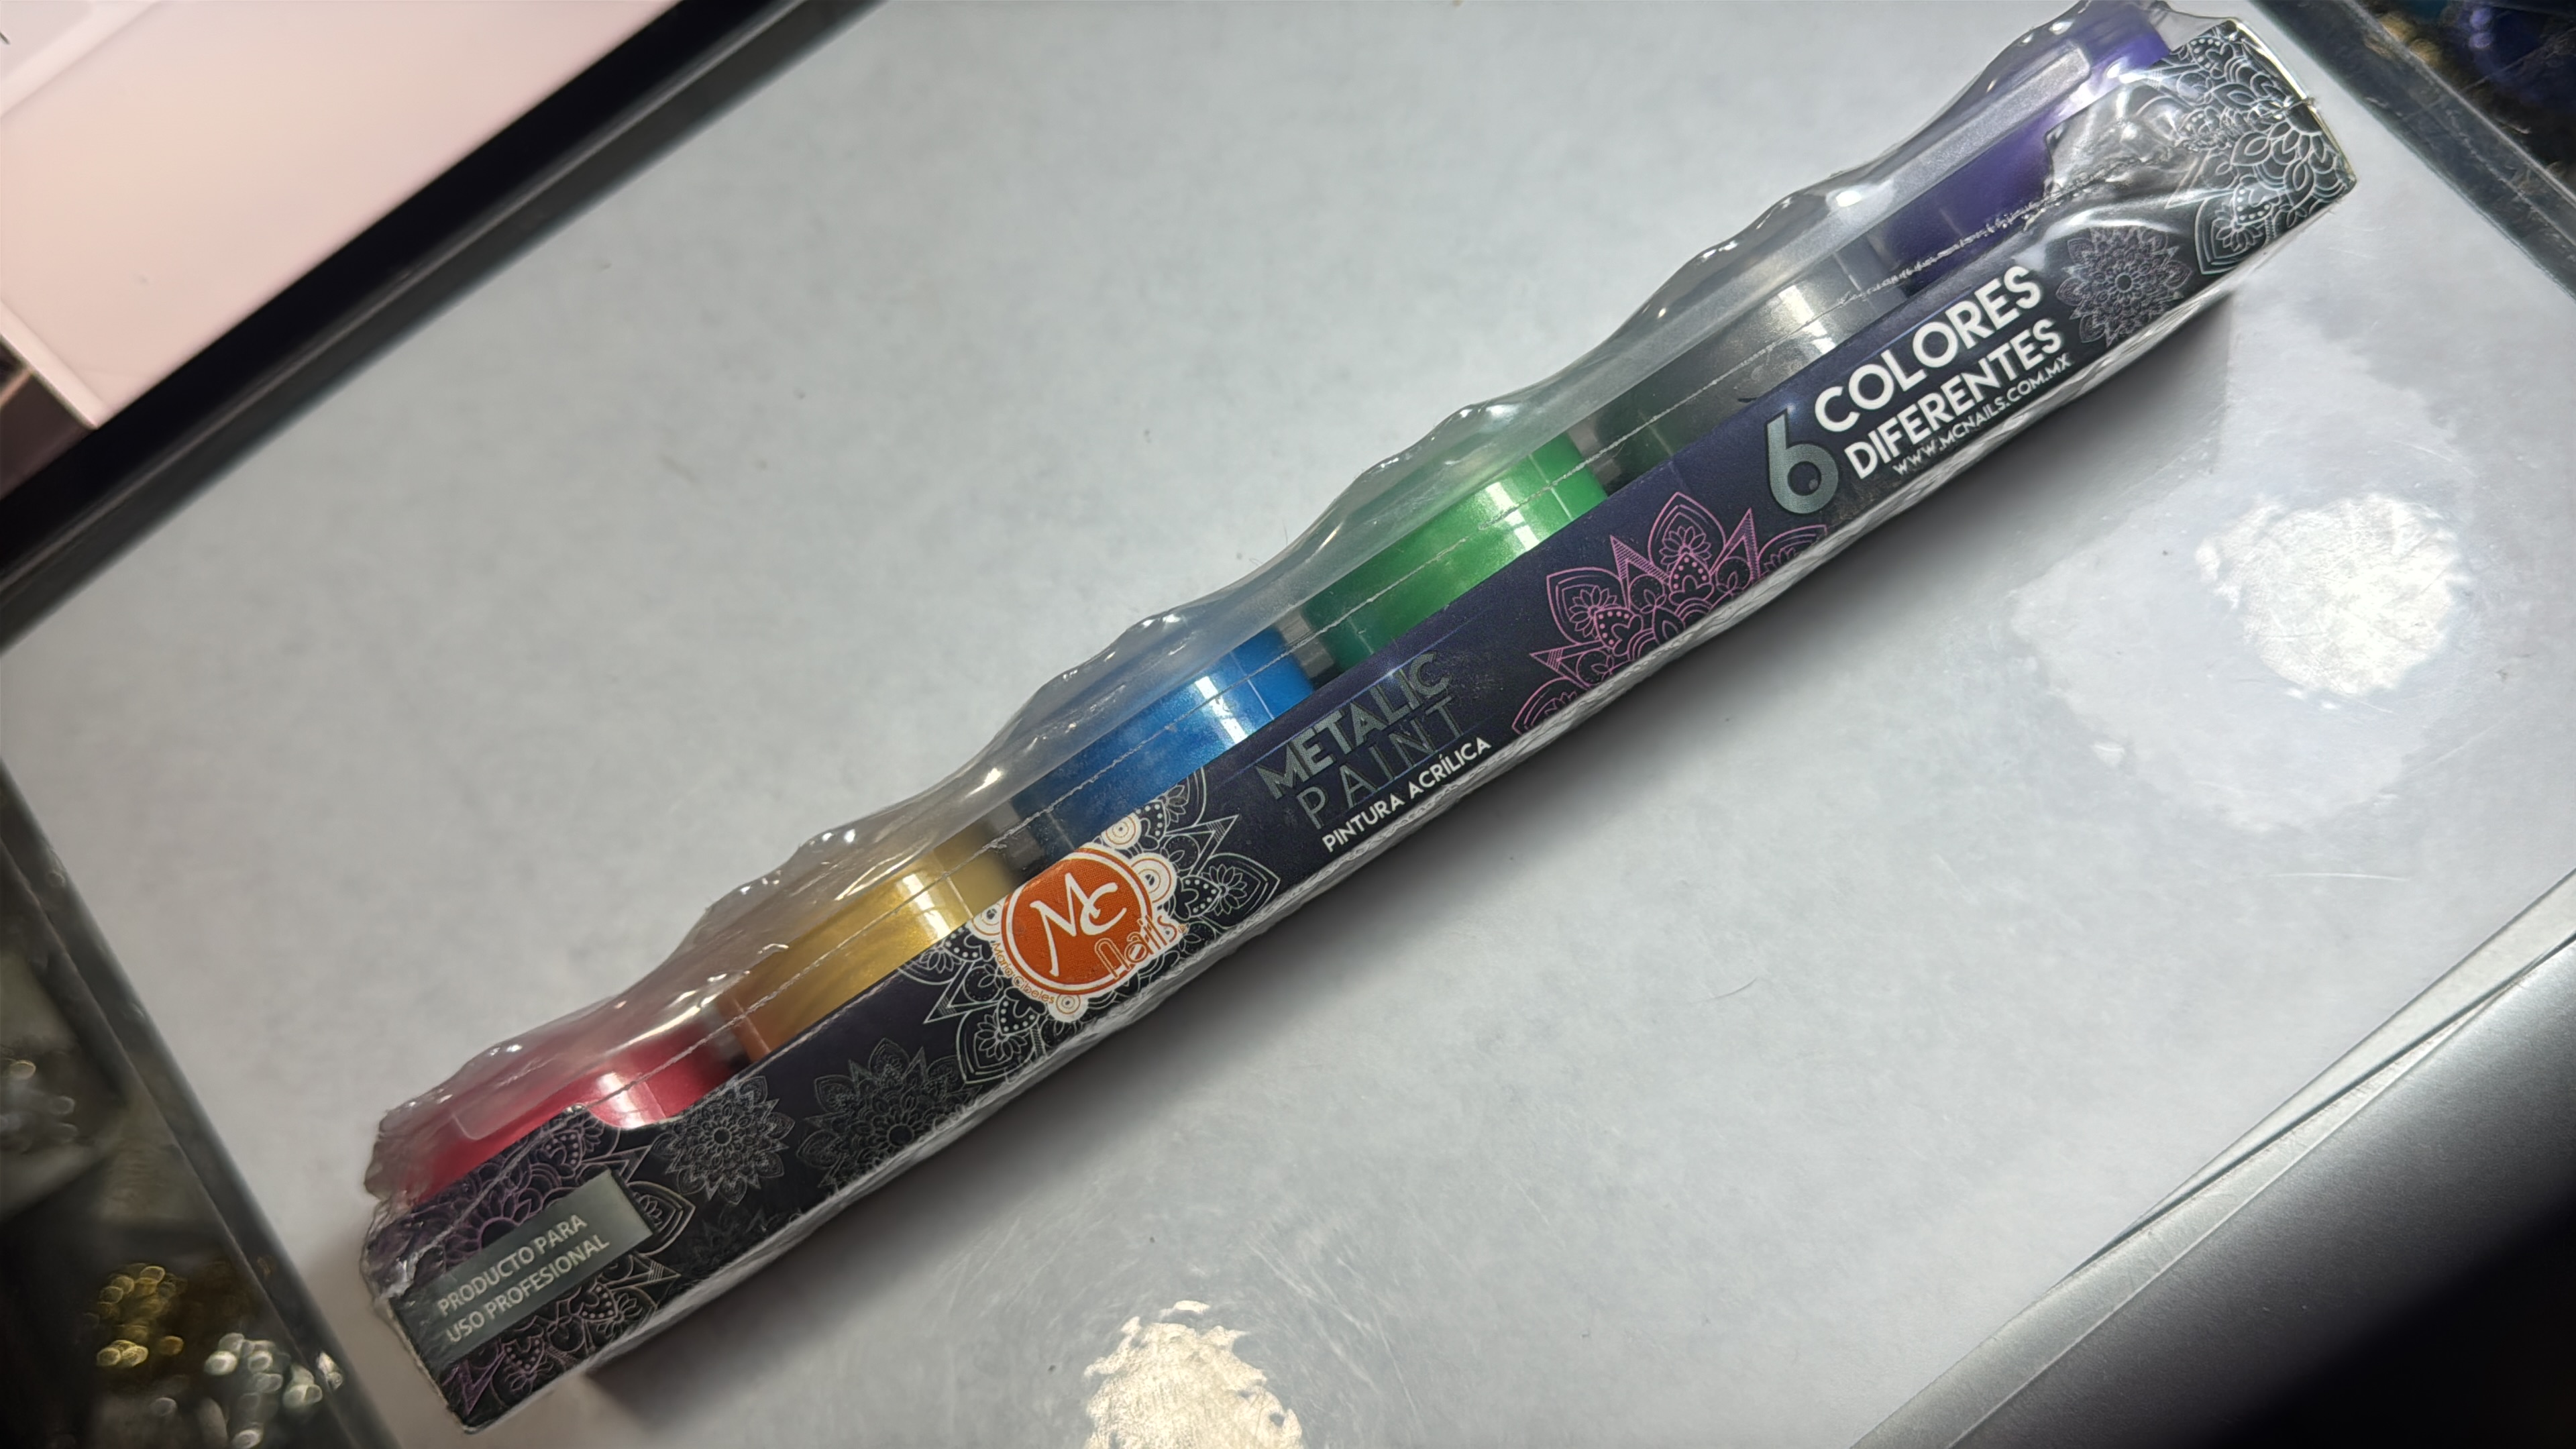 6 COLORES
DIFERENTES
WWW.MCNAILS.COM.MX
METALIC
PAINT
PINTURA ACRÍLICA
MC
Nails
PRODUCTO PARA
USO PROFESIONAL